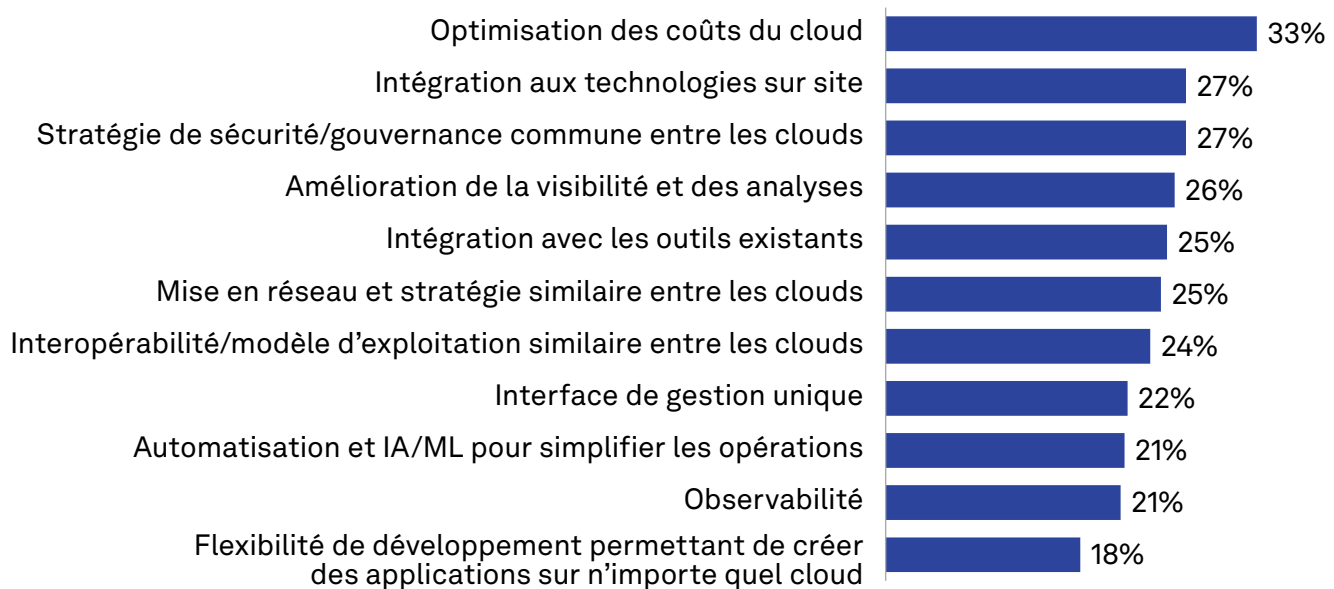 Optimisation des coûts du cloud 33%
Intégration aux technologies sur site 27%
Stratégie de sécurité/gouvernance commune entre les clouds 27%
Amélioration de la visibilité et des analyses 26%
Intégration avec les outils existants 25%
Mise en réseau et stratégie similaire entre les clouds 25%
Interopérabilité/modèle d’exploitation similaire entre les clouds 24%
Interface de gestion unique 22%
Automatisation et IA/ML pour simplifier les opérations 21%
Observabilité 21%
Flexibilité de développement permettant de créer
des applications sur n’importe quel cloud 18%